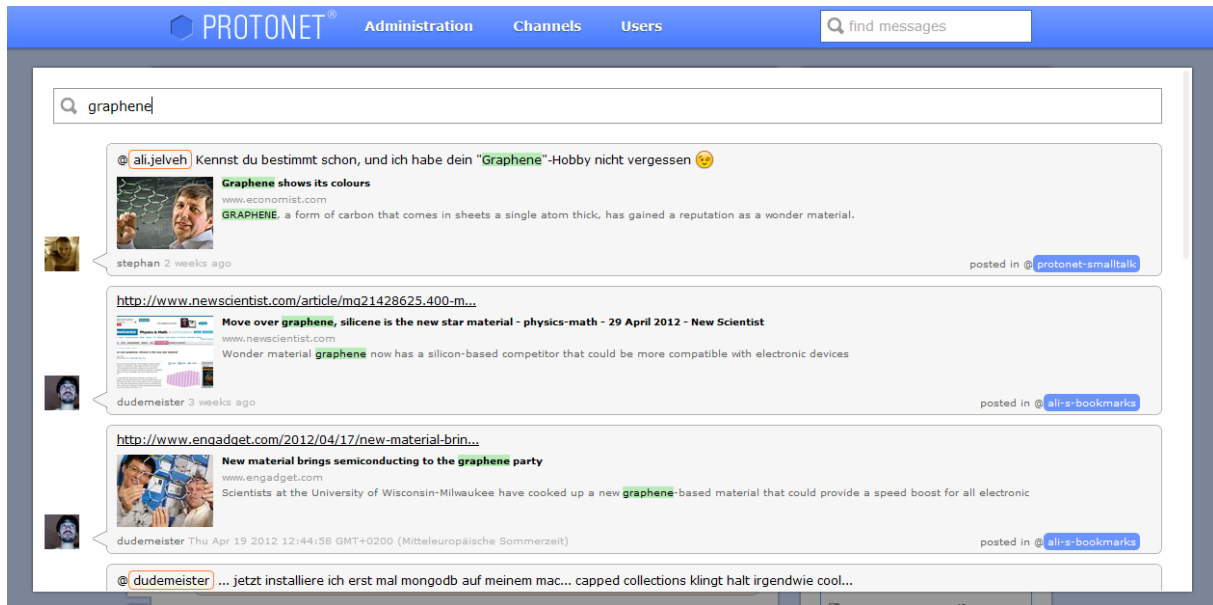 PROTONET® Administration Channels Users find messages
graphene
@ali.jelveh Kennst du bestimmt schon, und ich habe dein "Graphene"-Hobby nicht vergessen
Graphene shows its colours
www.economist.com
GRAPHENE, a form of carbon that comes in sheets a single atom thick, has gained a reputation as a wonder material.
stephan 2 weeks ago posted in @protonet-smalltalk
http://www.newscientist.com/article/mg21428625.400-m...
Move over graphene, silicene is the new star material - physics-math - 29 April 2012 - New Scientist
www.newscientist.com
Wonder material graphene now has a silicon-based competitor that could be more compatible with electronic devices
dudemeister 3 weeks ago posted in @ali-s-bookmarks
http://www.engadget.com/2012/04/17/new-material-brin...
New material brings semiconducting to the graphene party
www.engadget.com
Scientists at the University of Wisconsin-Milwaukee have cooked up a new graphene-based material that could provide a speed boost for all electronic
dudemeister Thu Apr 19 2012 12:44:58 GMT+0200 (Mitteleuropäische Sommerzeit) posted in @ali-s-bookmarks
@dudemeister ... jetzt installiere ich erst mal mongodb auf meinem mac... capped collections klingt halt irgendwie cool...